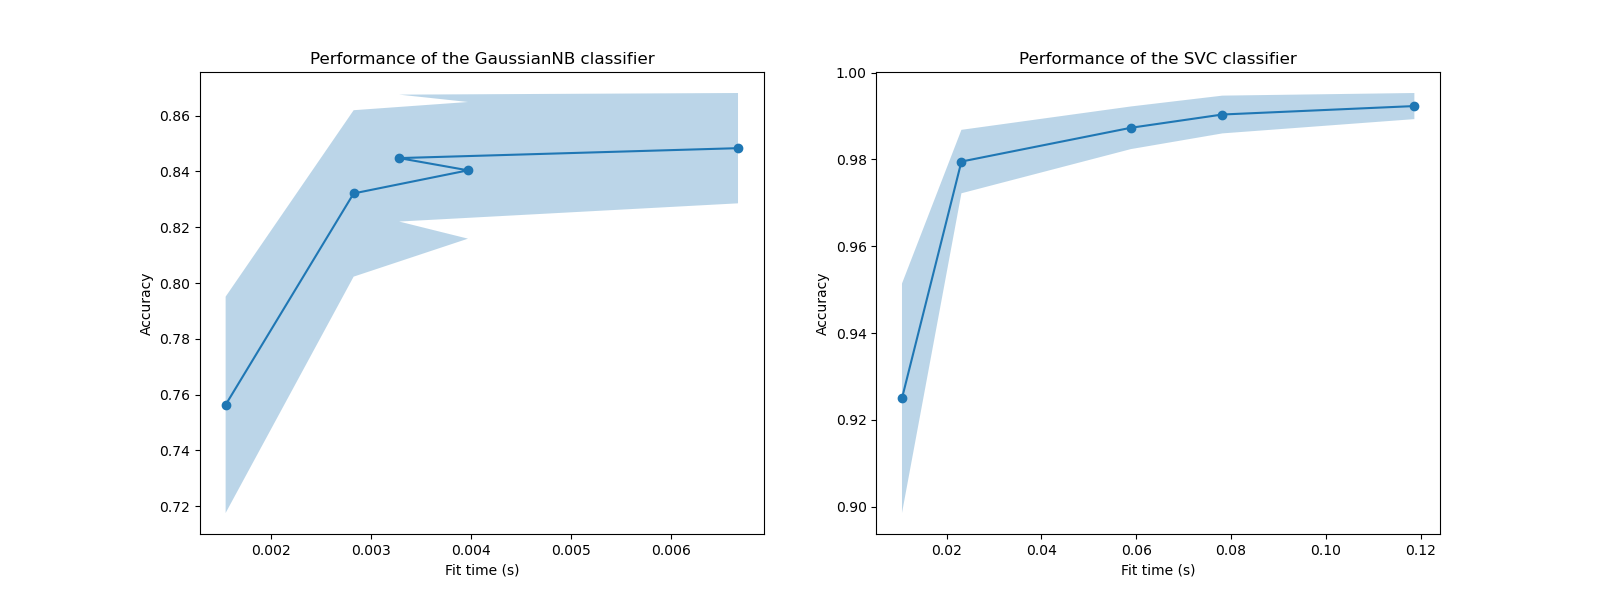 Performance of the GaussianNB classifier
Accuracy
0.86
0.84
0.82
0.80
0.78
0.76
0.74
0.72
0.002 0.003 0.004 0.005 0.006
Fit time (s)
Performance of the SVC classifier
Accuracy
1.00
0.98
0.96
0.94
0.92
0.90
0.02 0.04 0.06 0.08 0.10 0.12
Fit time (s)